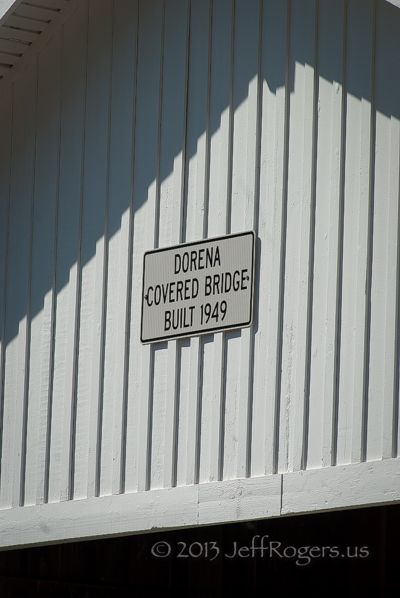 DORENA
COVERED BRIDGE
BUILT 1949
© 2013 JeffRogers.us